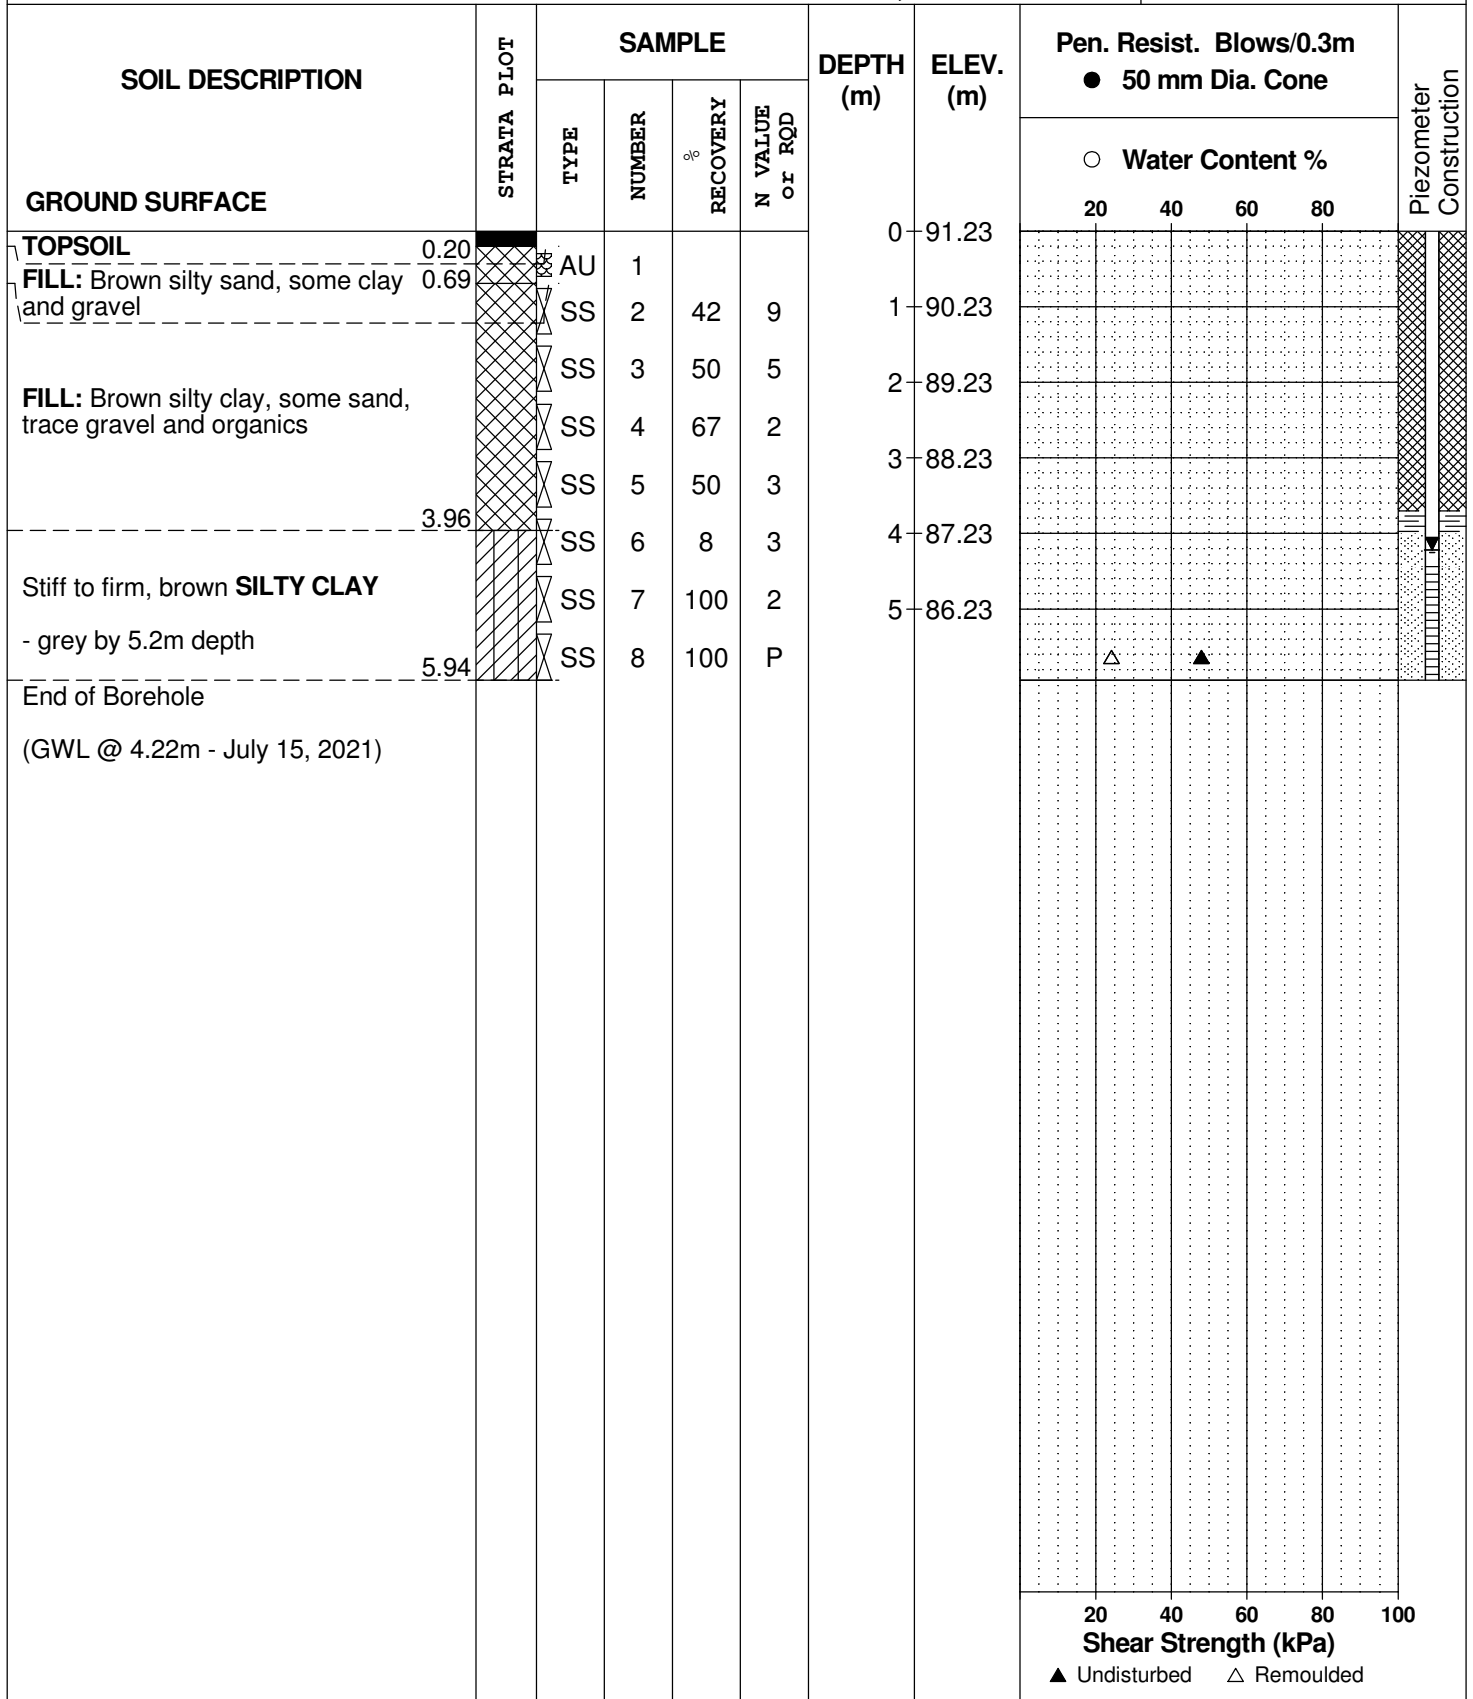 SOIL DESCRIPTION
GROUND SURFACE
STRATA PLOT
SAMPLE
TYPE
NUMBER
% RECOVERY
N VALUE or RQD
DEPTH (m)
ELEV. (m)
Pen. Resist. Blows/0.3m
● 50 mm Dia. Cone
○ Water Content %
20 40 60 80
Piezometer Construction
0 91.23
TOPSOIL 0.20
FILL: Brown silty sand, some clay 0.69
and gravel
AU 1
SS 2 42 9
1 90.23
SS 3 50 5
2 89.23
FILL: Brown silty clay, some sand,
trace gravel and organics
SS 4 67 2
3 88.23
SS 5 50 3
3.96
SS 6 8 3
4 87.23
Stiff to firm, brown SILTY CLAY
SS 7 100 2
5 86.23
- grey by 5.2m depth
SS 8 100 P
5.94
End of Borehole
(GWL @ 4.22m - July 15, 2021)
20 40 60 80 100
Shear Strength (kPa)
▲ Undisturbed △ Remoulded